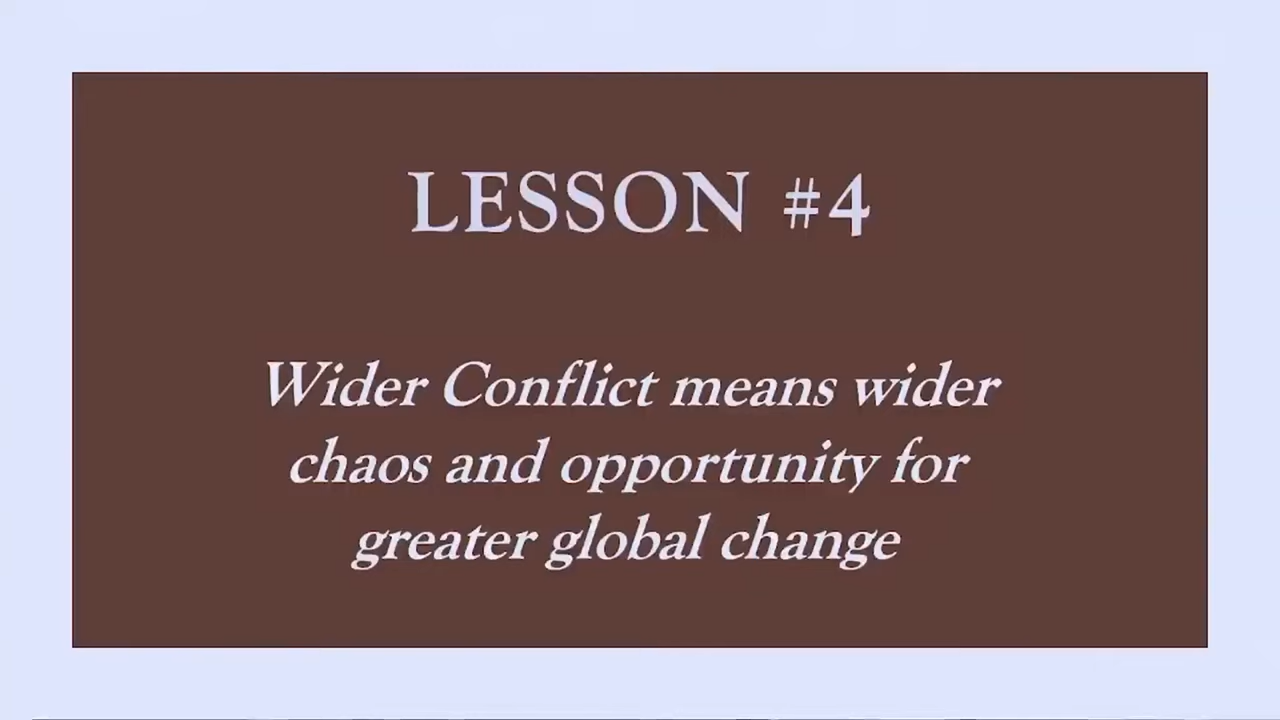 LESSON #4
Wider Conflict means wider
chaos and opportunity for
greater global change